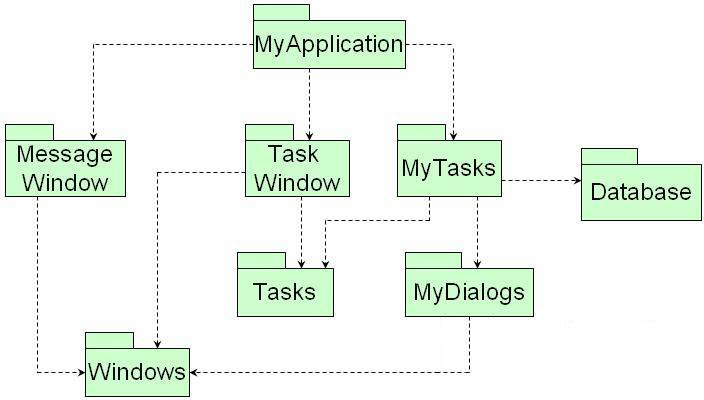 MyApplication
Message
Window
Task
Window
MyTasks
Database
Tasks
MyDialogs
Windows